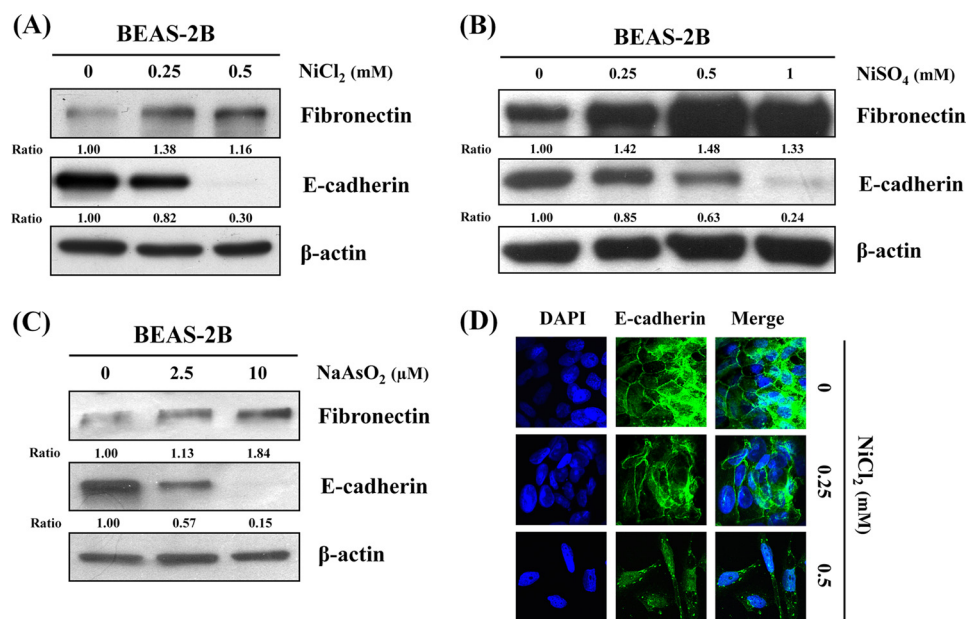 (A)
BEAS-2B
0 0.25 0.5 NiCl₂ (mM)
Fibronectin
Ratio 1.00 1.38 1.16
E-cadherin
Ratio 1.00 0.82 0.30
β-actin
(B)
BEAS-2B
0 0.25 0.5 1 NiSO₄ (mM)
Fibronectin
Ratio 1.00 1.42 1.48 1.33
E-cadherin
Ratio 1.00 0.85 0.63 0.24
β-actin
(C)
BEAS-2B
0 2.5 10 NaAsO₂ (μM)
Fibronectin
Ratio 1.00 1.13 1.84
E-cadherin
Ratio 1.00 0.57 0.15
β-actin
(D)
DAPI E-cadherin Merge
0
0.25
0.5
NiCl₂ (mM)